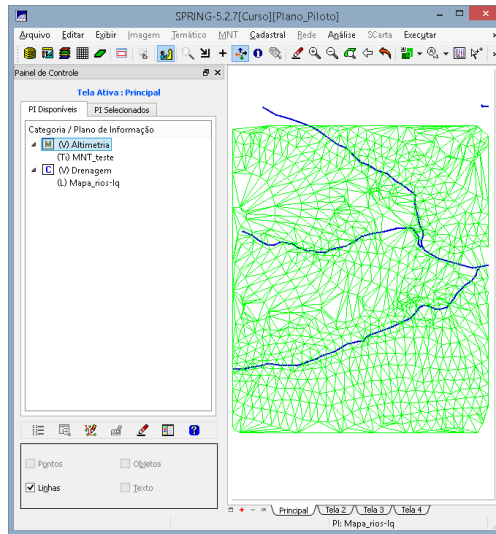 SPRING-5.2.7[Curso][Plano_Piloto]
Arquivo Editar Exibir Imagem Temático MNT Cadastral Rede Análise SCarta Executar »
Painel de Controle
Tela Ativa : Principal
PI Disponíveis PI Selecionados
Categoria / Plano de Informação
M (V) Altimetria
(Ti) MNT_teste
C (V) Drenagem
(L) Mapa_rios-lq
Pontos Objetos
Linhas Texto
Principal Tela 2 Tela 3 Tela 4
PI: Mapa_rios-lq